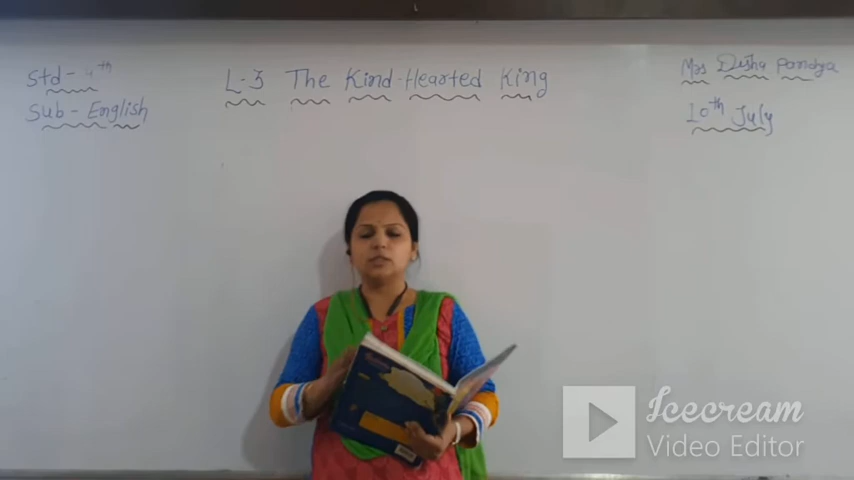 Std - 4th
Sub - English
L-3 The Kind-Hearted King
Mrs Disha Pandya
10th July
Icecream
Video Editor